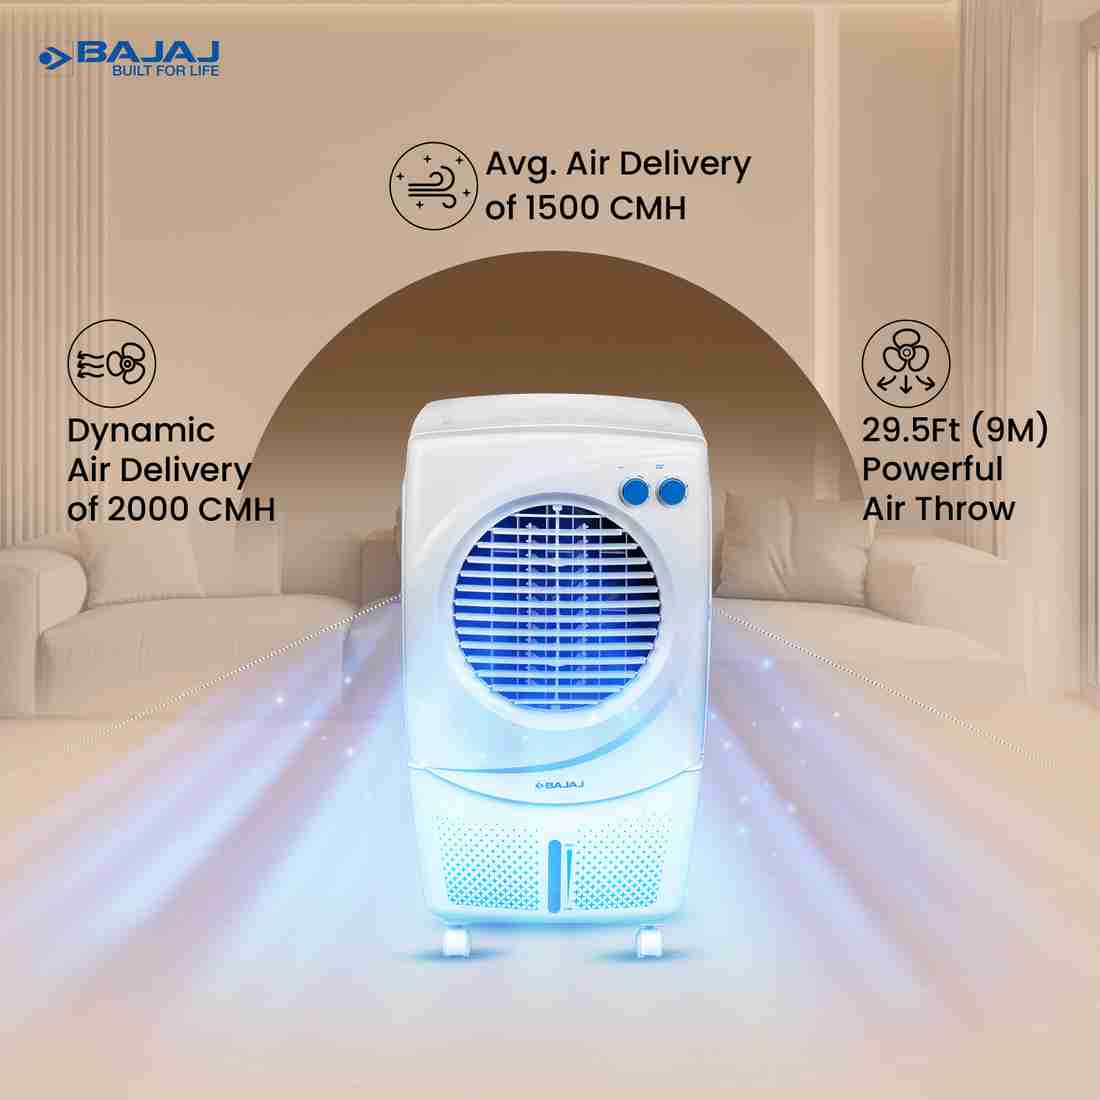 BAJAJ
BUILT FOR LIFE
Avg. Air Delivery
of 1500 CMH
Dynamic
Air Delivery
of 2000 CMH
29.5Ft (9M)
Powerful
Air Throw
BAJAJ